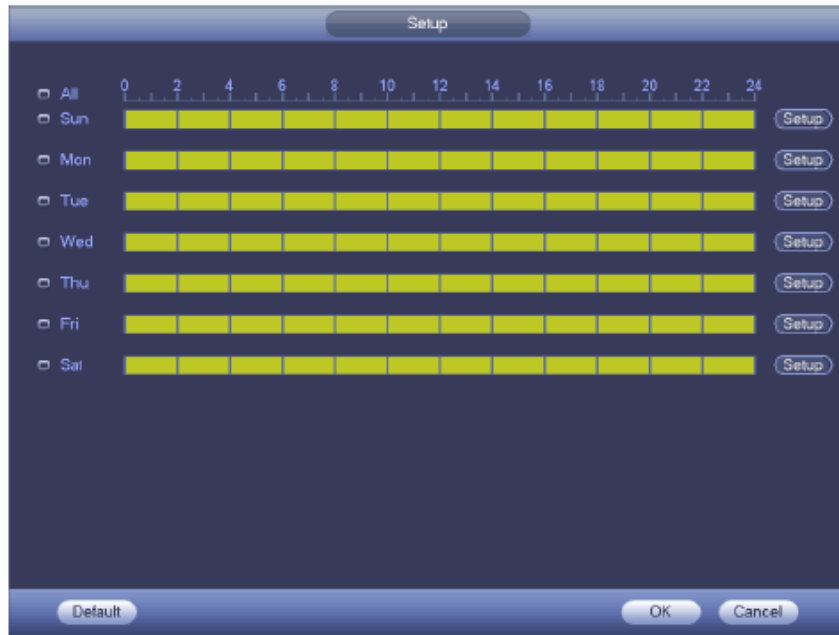 Setup
All 0 2 4 6 8 10 12 14 16 18 20 22 24
Sun Setup
Mon Setup
Tue Setup
Wed Setup
Thu Setup
Fri Setup
Sat Setup
Default OK Cancel